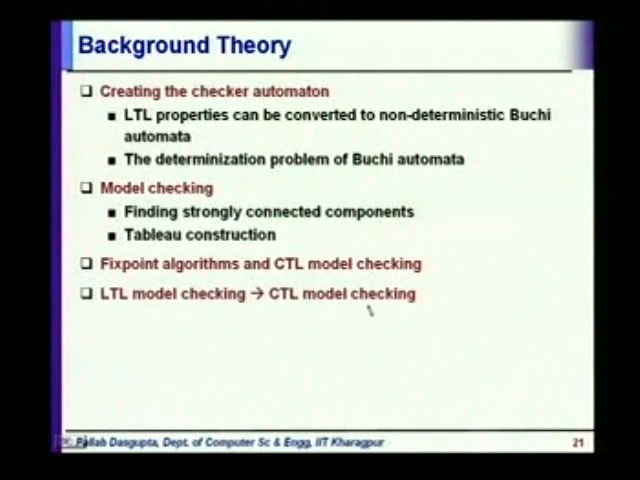 Background Theory
Creating the checker automaton
LTL properties can be converted to non-deterministic Buchi
automata
The determinization problem of Buchi automata
Model checking
Finding strongly connected components
Tableau construction
Fixpoint algorithms and CTL model checking
LTL model checking → CTL model checking
Pallab Dasgupta, Dept. of Computer Sc & Engg, IIT Kharagpur
21